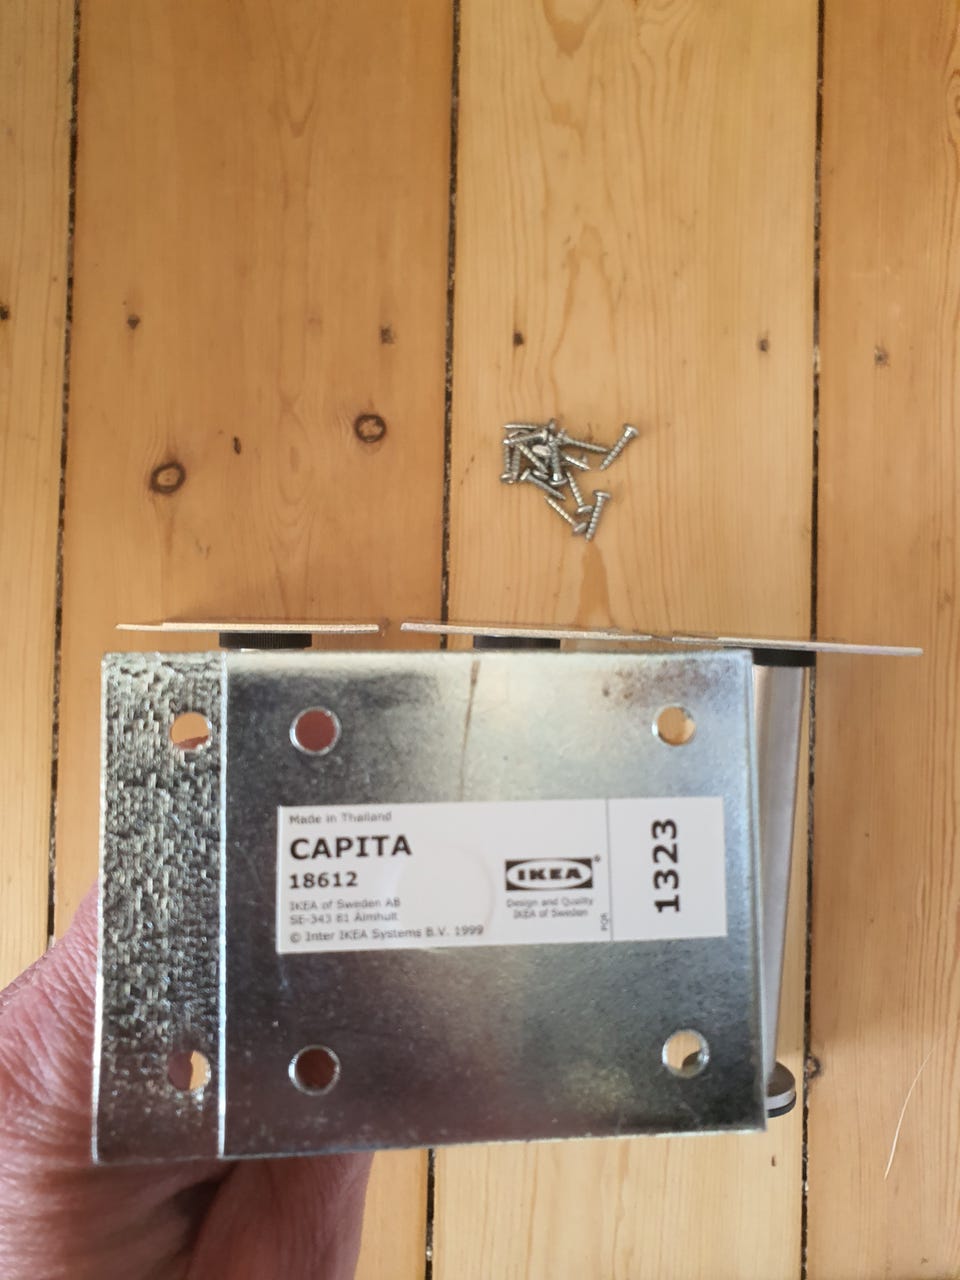 Made in Thailand
CAPITA
18612
IKEA of Sweden AB
SE-343 81 Älmhult
© Inter IKEA Systems B.V. 1999
IKEA®
Design and Quality
IKEA of Sweden
PQR
1323